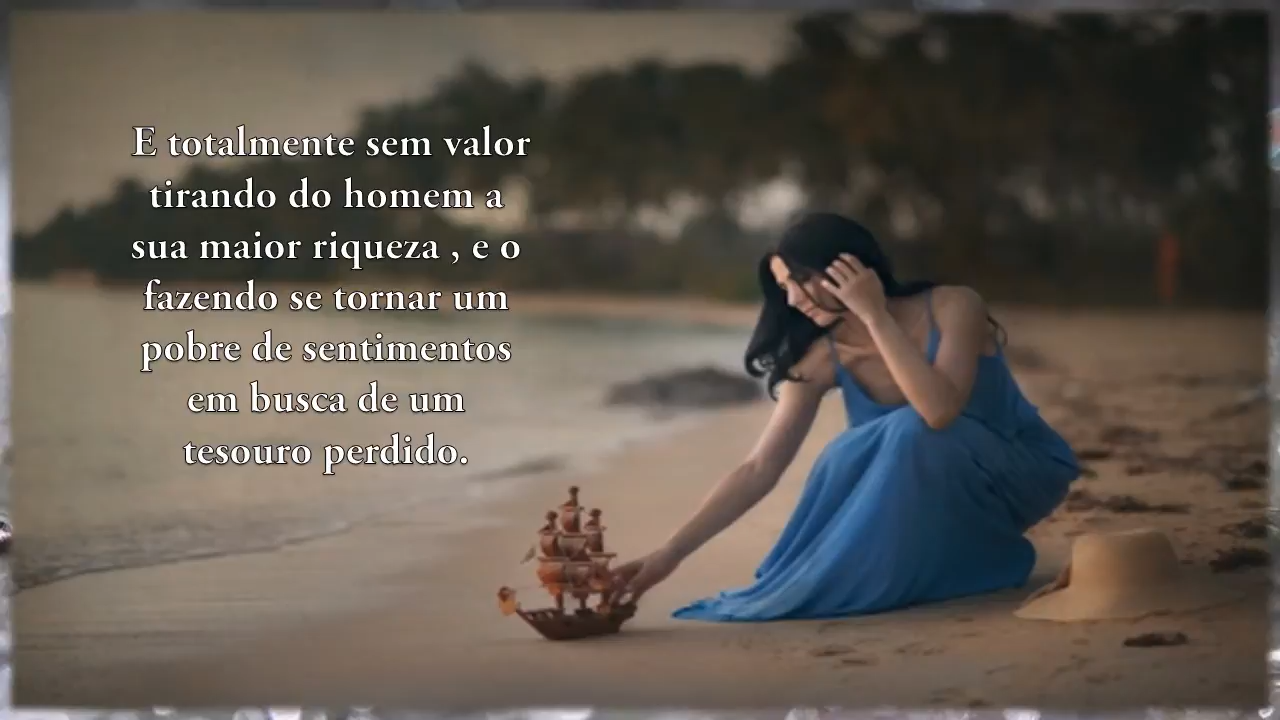 E totalmente sem valor
tirando do homem a
sua maior riqueza , e o
fazendo se tornar um
pobre de sentimentos
em busca de um
tesouro perdido.